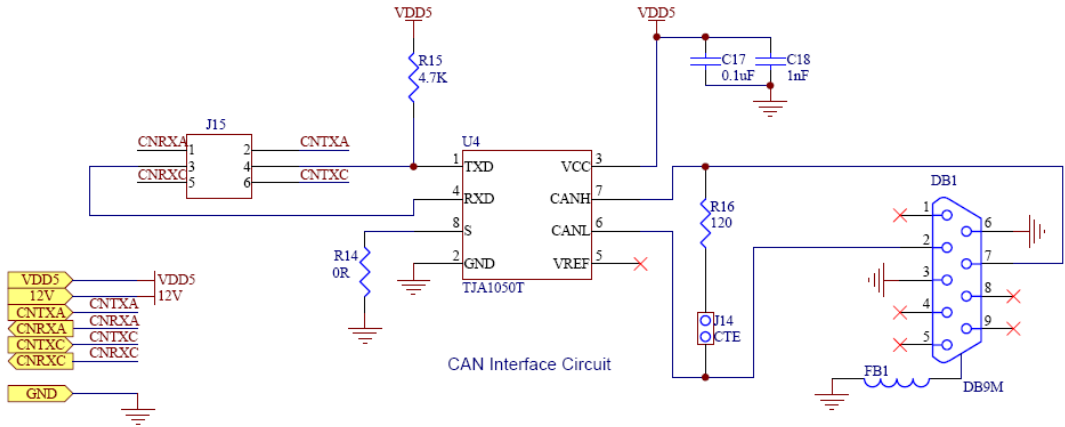 VDD5
VDD5
R15
4.7K
C17
0.1uF
C18
1nF
J15
CNRXA
1
2
CNTXA
3
4
CNRXC
5
6
CNTXC
U4
1
TXD
VCC
3
4
RXD
CANH
7
8
S
CANL
6
2
GND
VREF
5
TJA1050T
R14
0R
R16
120
J14
CTE
DB1
1
6
2
7
3
8
4
9
5
FB1
DB9M
VDD5
VDD5
12V
12V
CNTXA
CNTXA
CNRXA
CNRXA
CNTXC
CNTXC
CNRXC
CNRXC
GND
CAN Interface Circuit